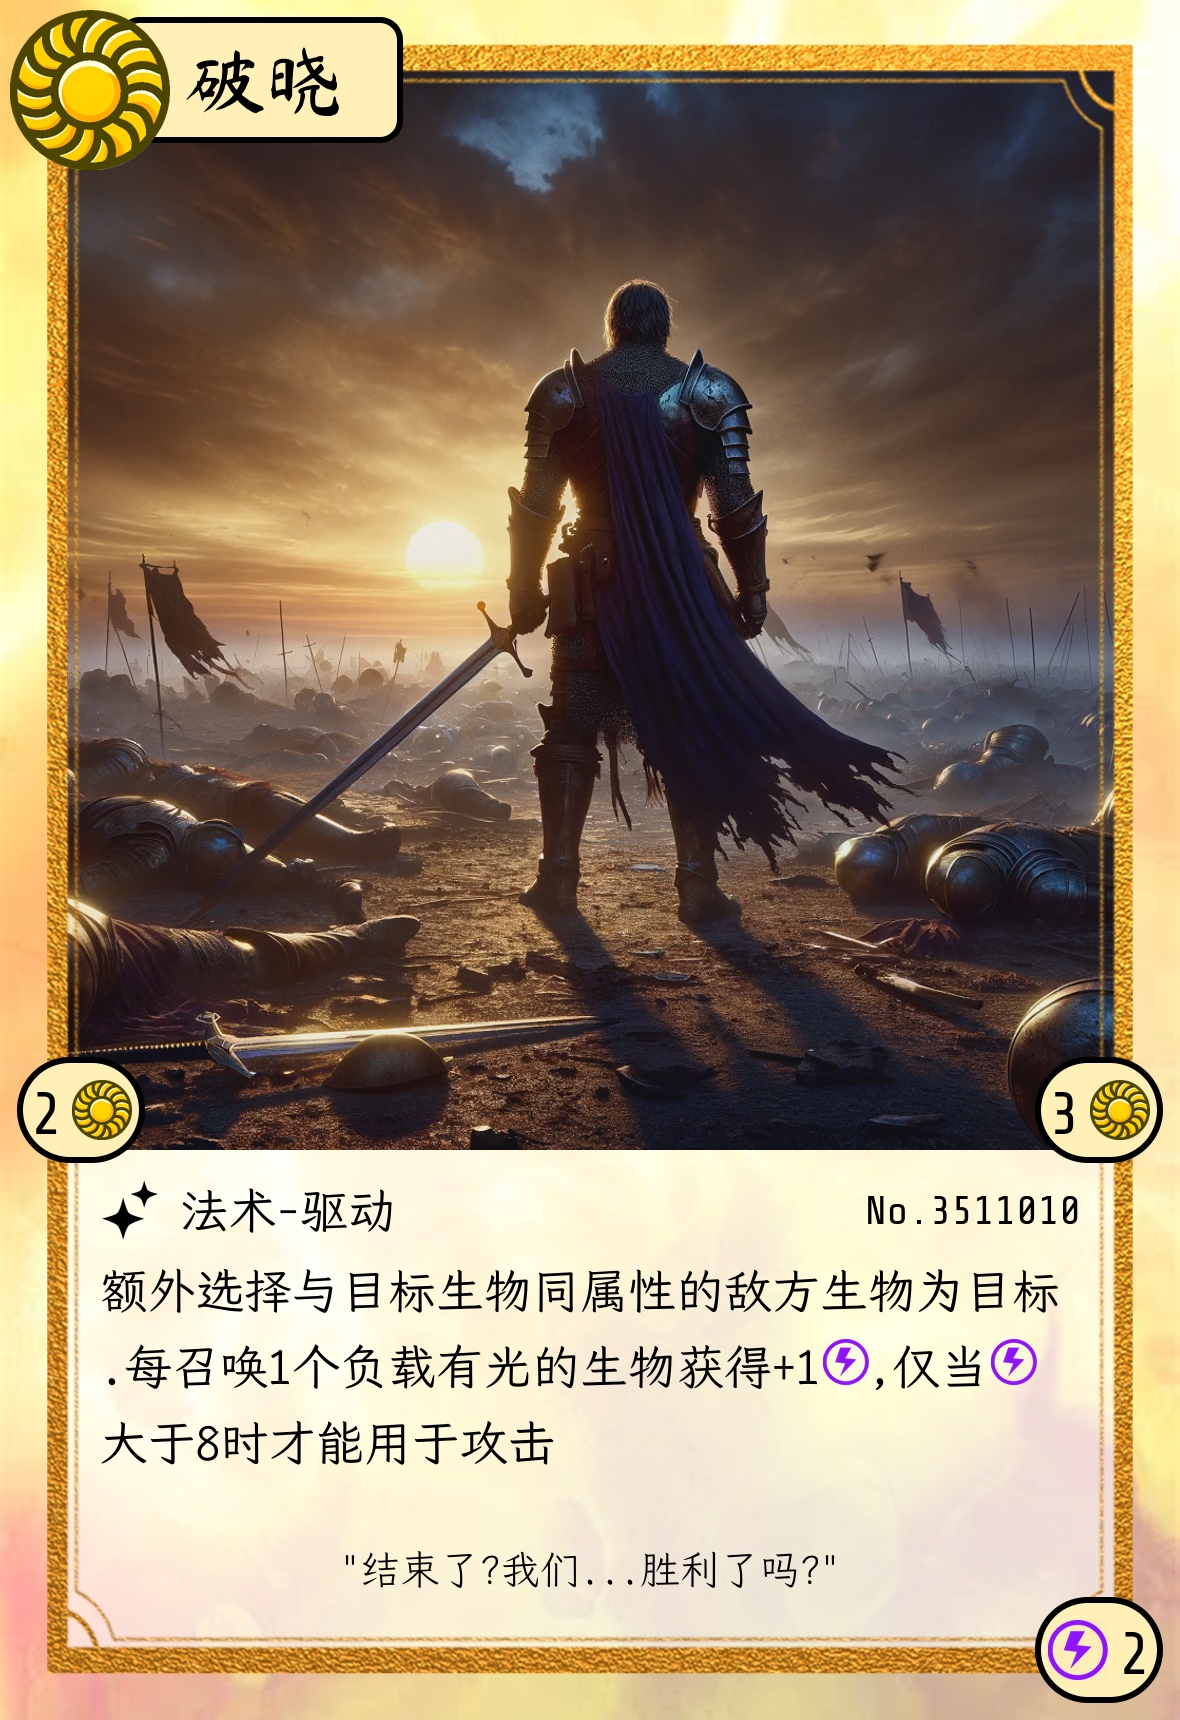 破晓
2
3
法术-驱动
No.3511010
额外选择与目标生物同属性的敌方生物为目标
.每召唤1个负载有光的生物获得+1,仅当
大于8时才能用于攻击
"结束了?我们...胜利了吗?"
2